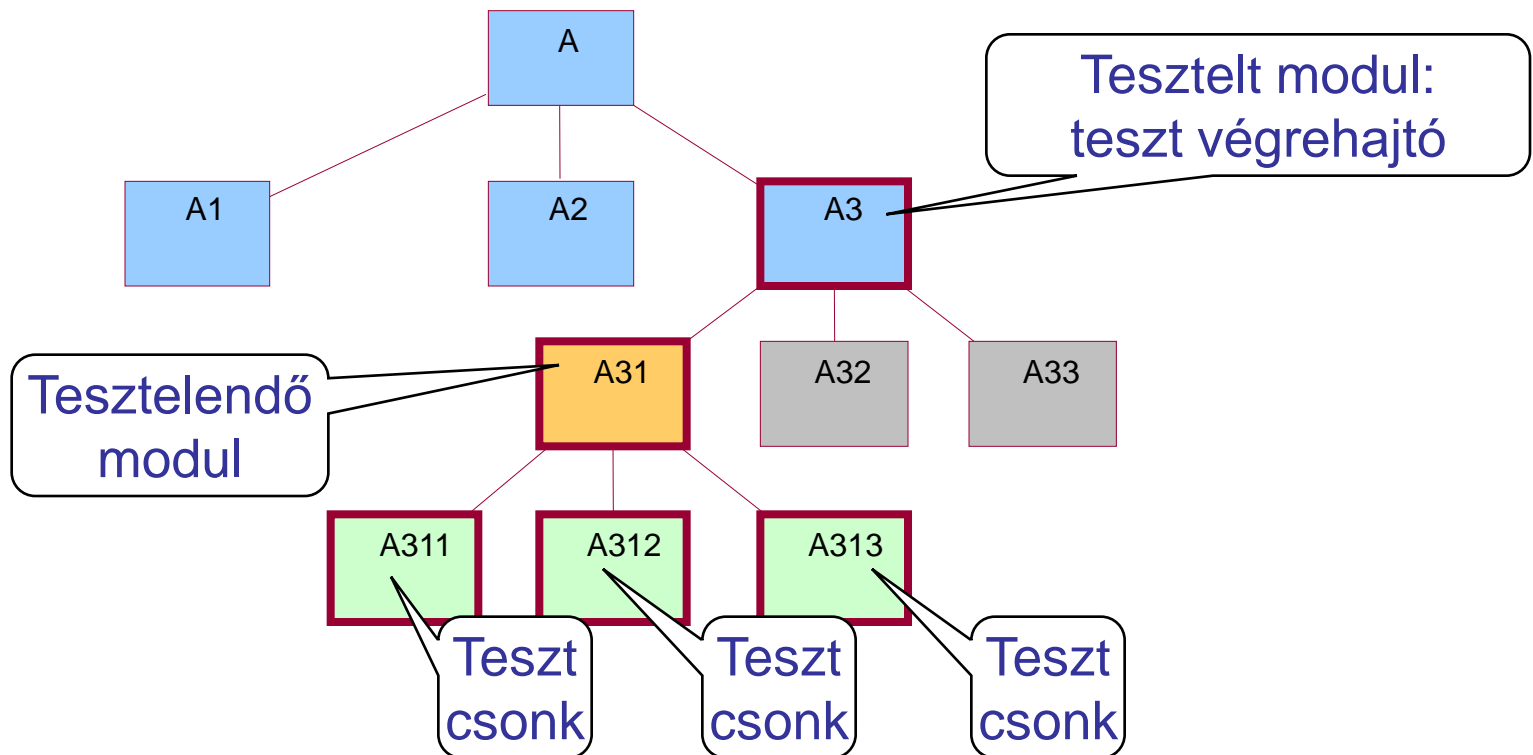 A
Tesztelt modul:
teszt végrehajtó
A1
A2
A3
Tesztelendő
modul
A31
A32
A33
A311
A312
A313
Teszt
csonk
Teszt
csonk
Teszt
csonk